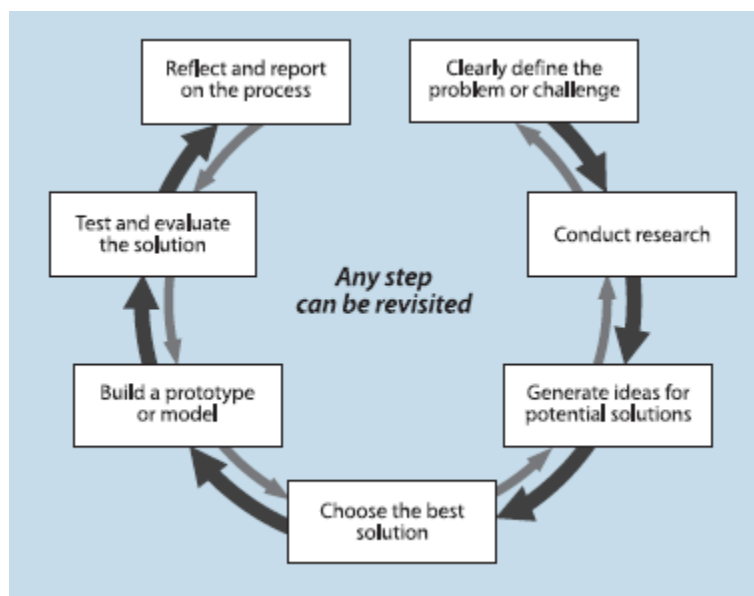 Clearly define the
problem or challenge
Conduct research
Generate ideas for
potential solutions
Choose the best
solution
Build a prototype
or model
Test and evaluate
the solution
Reflect and report
on the process
Any step
can be revisited